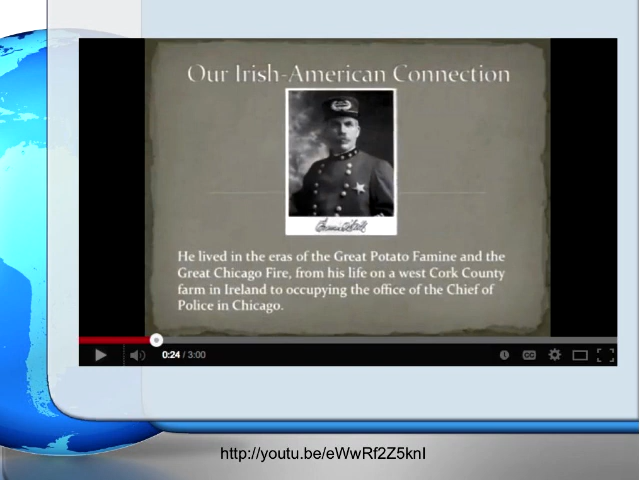 Our Irish-American Connection
He lived in the eras of the Great Potato Famine and the
Great Chicago Fire, from his life on a west Cork County
farm in Ireland to occupying the office of the Chief of
Police in Chicago.
0:24 / 3:00
CC
http://youtu.be/eWwRf2Z5knI